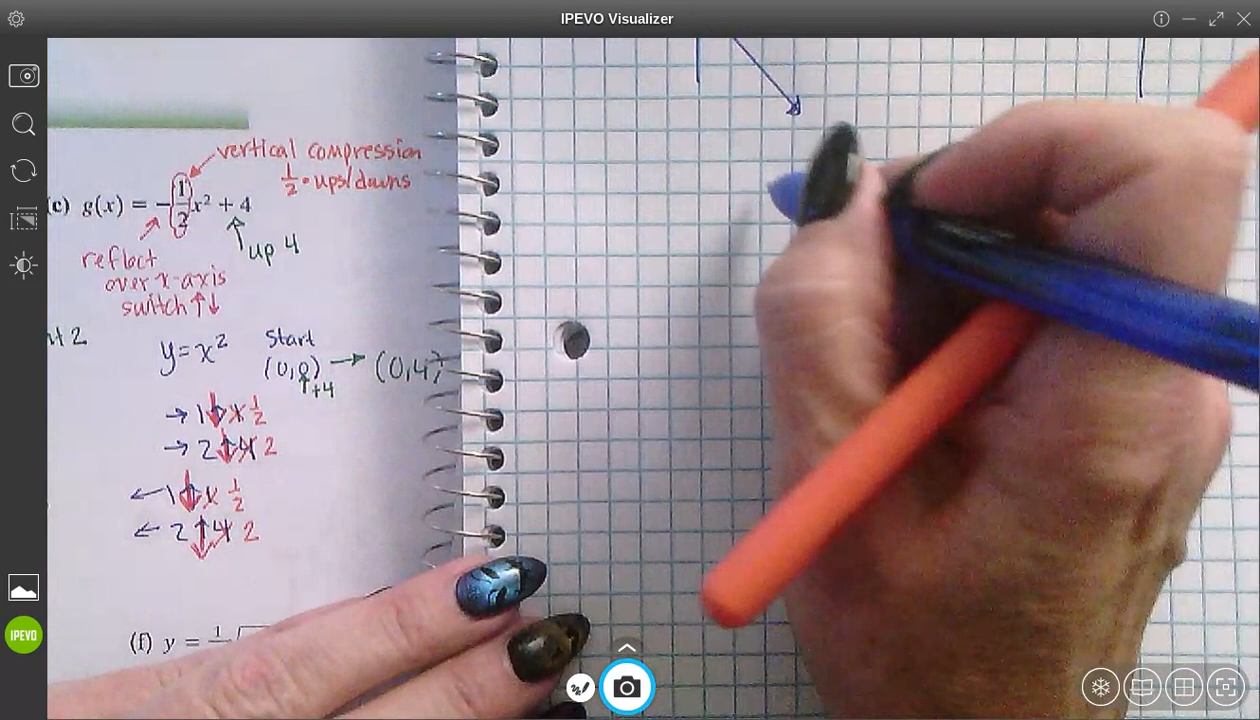 IPEVO Visualizer
vertical compression
1/2 · ups/downs
(c) g(x) = -1/2 x² + 4
up 4
reflect
over x-axis
switch ↑↓
nt 2
y = x²
Start
(0,0) → (0,4)
↑+4
→ 1 ↓ 1/2
→ 2 ↓ 4 2
← 1 ↓ 1/2
← 2 ↑ 4 2
(f) y = 1
IPEVO